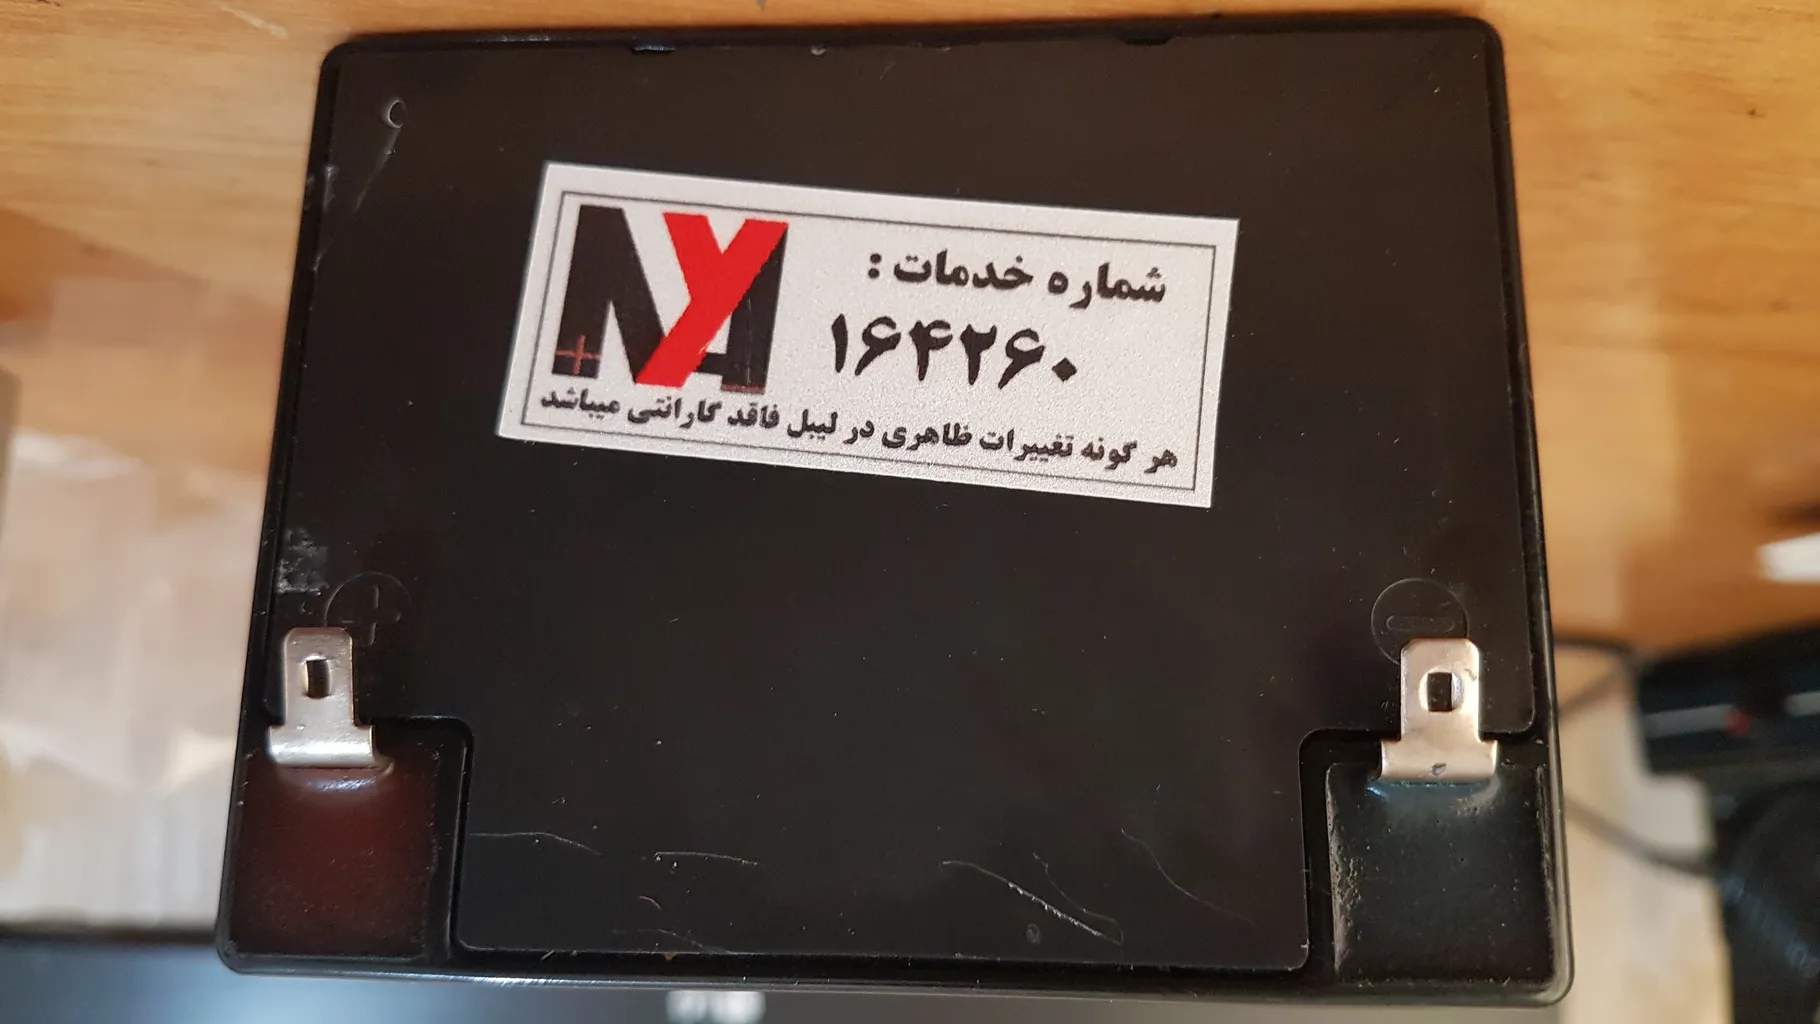 شماره خدمات :
۱۶۴۲۶۰
هر گونه تغییرات ظاهری در لیبل فاقد گارانتی میباشد